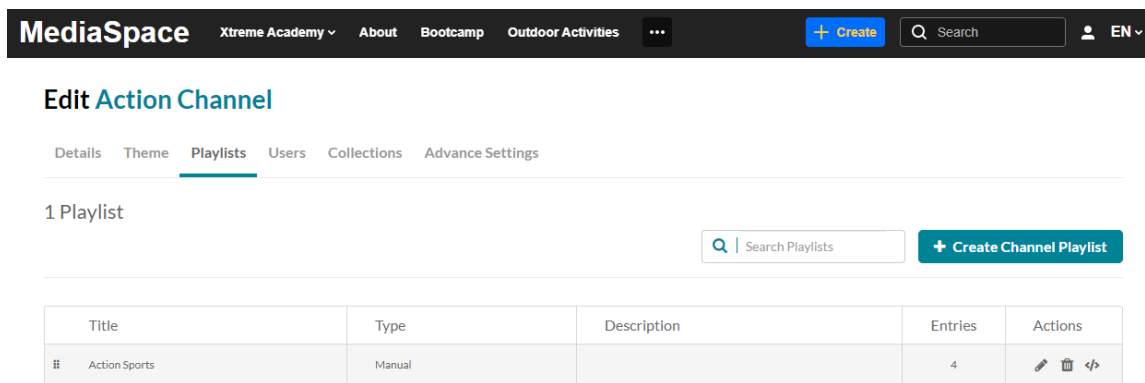 MediaSpace Xtreme Academy About Bootcamp Outdoor Activities ••• + Create Search EN
Edit Action Channel
Details Theme Playlists Users Collections Advance Settings
1 Playlist
Search Playlists + Create Channel Playlist
Title Type Description Entries Actions
Action Sports Manual 4 </>